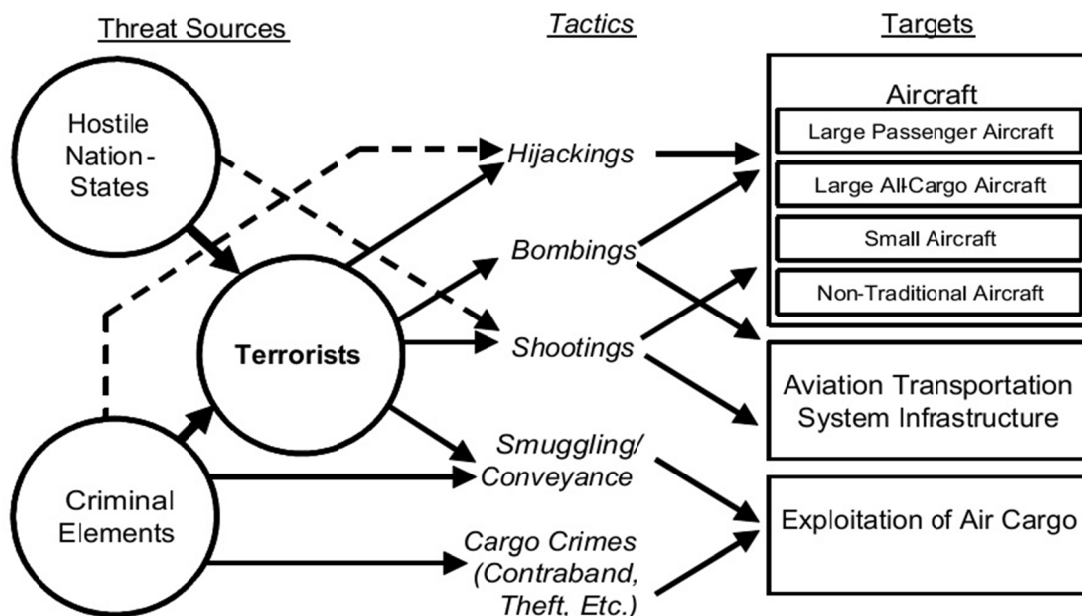 Threat Sources
Tactics
Targets
Hostile
Nation-
States
Terrorists
Criminal
Elements
Hijackings
Bombings
Shootings
Smuggling/
Conveyance
Cargo Crimes
(Contraband,
Theft, Etc.)
Aircraft
Large Passenger Aircraft
Large All-Cargo Aircraft
Small Aircraft
Non-Traditional Aircraft
Aviation Transportation
System Infrastructure
Exploitation of Air Cargo